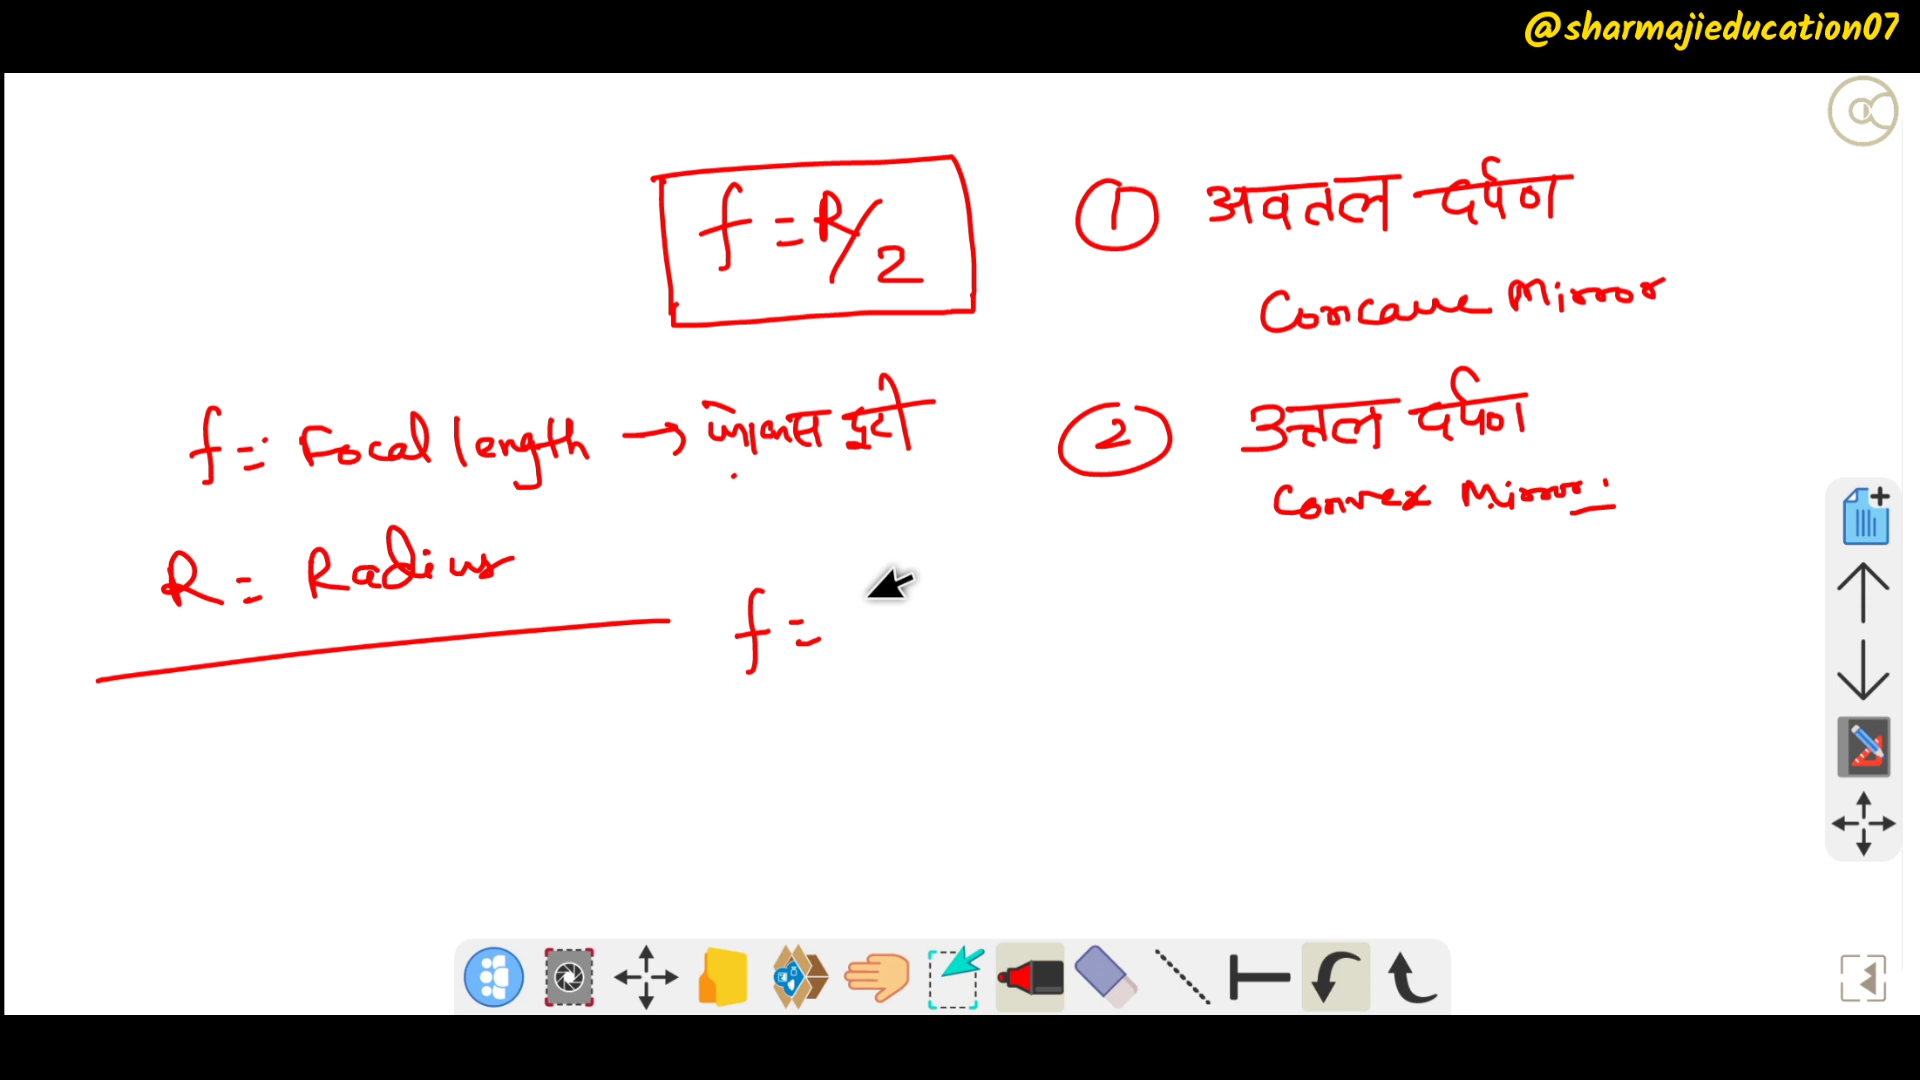 @sharmajieducation07
f = R/2
① अवतल दर्पण
Concave Mirror
f = Focal length → फोकस दूरी
② उत्तल दर्पण
Convex Mirror.
R = Radius
f =